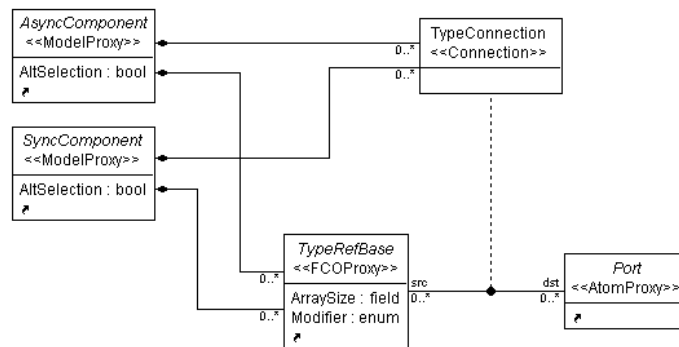 AsyncComponent
<<ModelProxy>>
AltSelection : bool
TypeConnection
<<Connection>>
0..*
0..*
SyncComponent
<<ModelProxy>>
AltSelection : bool
TypeRefBase
<<FCOProxy>>
ArraySize : field
Modifier : enum
0..*
0..*
src
0..*
dst
0..*
Port
<<AtomProxy>>